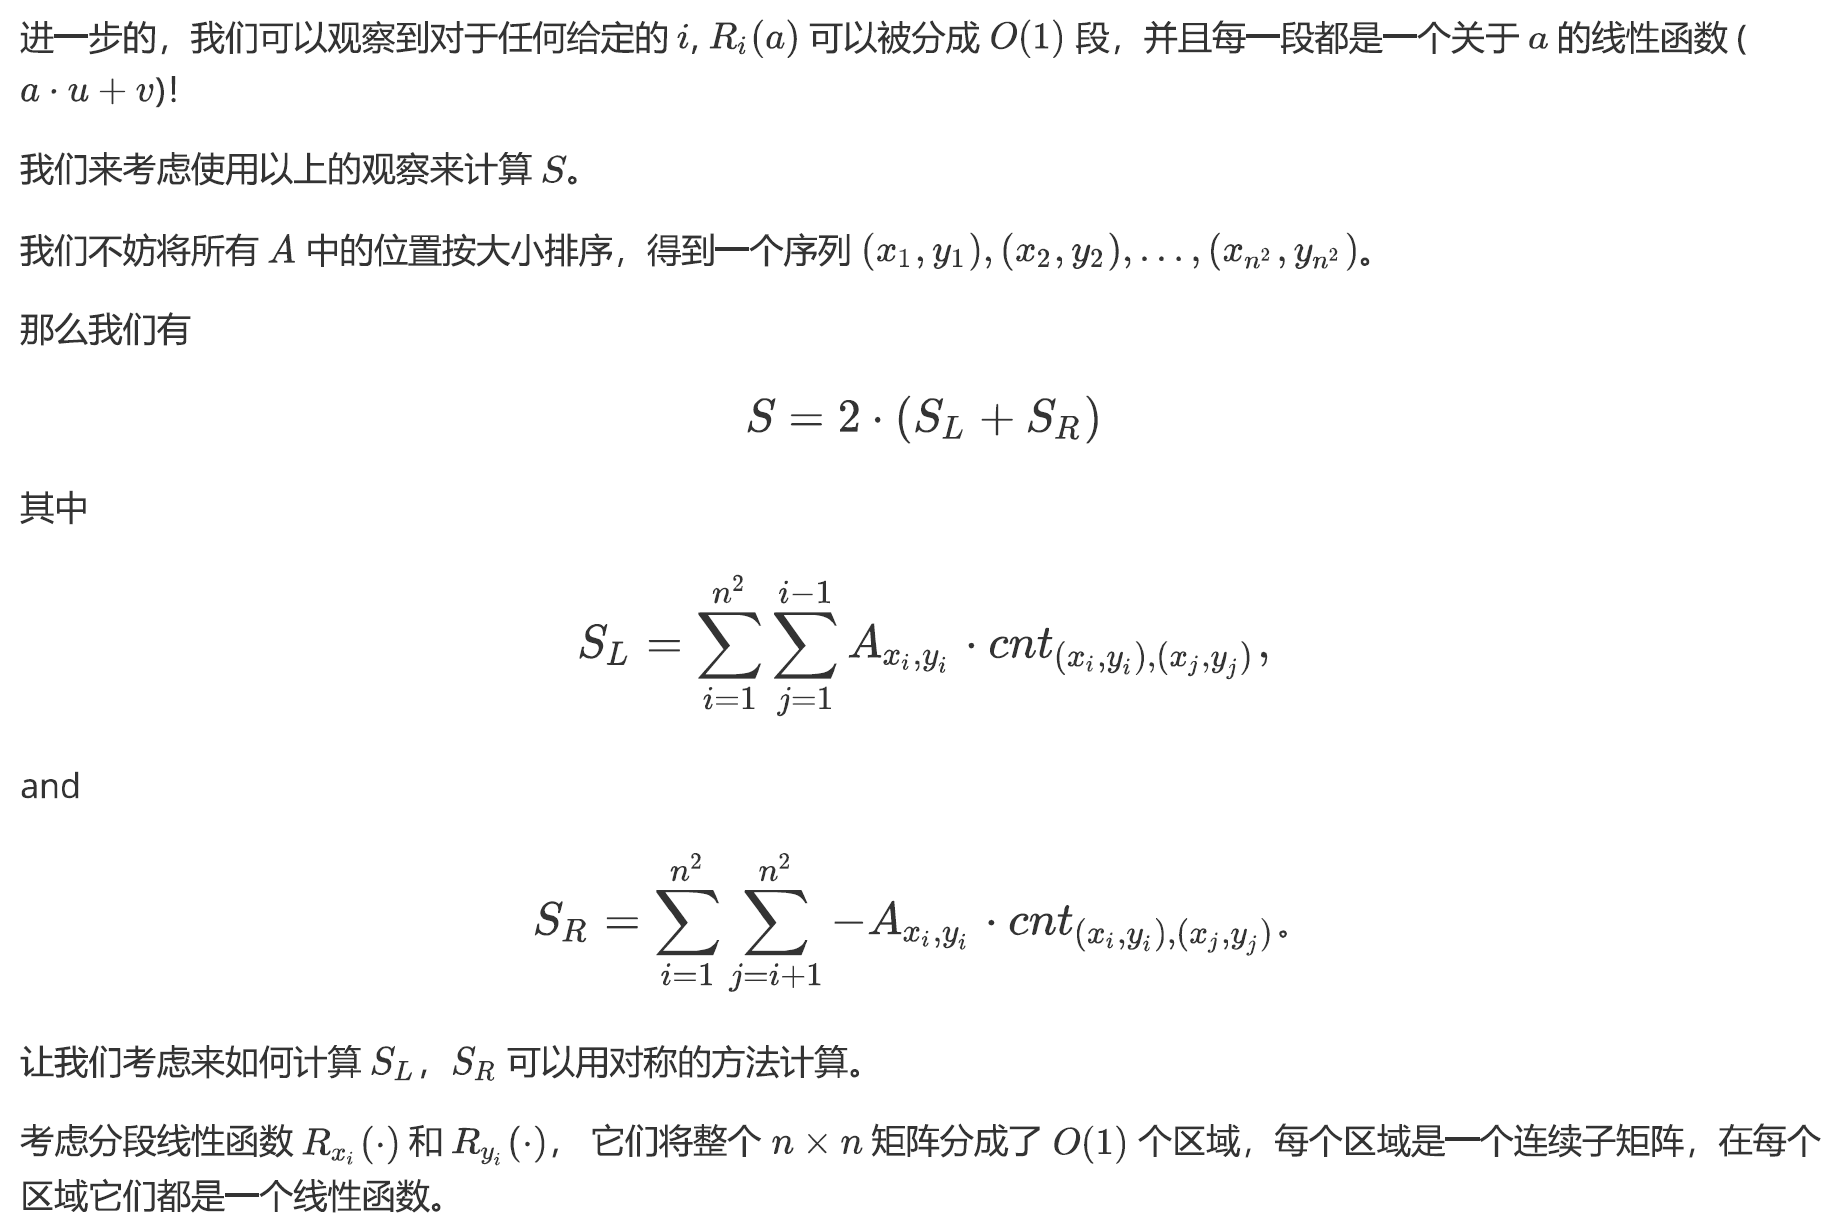 进一步的，我们可以观察到对于任何给定的 $i$, $R_i(a)$ 可以被分成 $O(1)$ 段，并且每一段都是一个关于 $a$ 的线性函数 (
$a \cdot u + v$)!
我们来考虑使用以上的观察来计算 $S$。
我们不妨将所有 $A$ 中的位置按大小排序，得到一个序列 $(x_1, y_1), (x_2, y_2), \ldots, (x_{n^2}, y_{n^2})$。
那么我们有
$S = 2 \cdot (S_L + S_R)$
其中
$S_L = \sum_{i=1}^{n^2} \sum_{j=1}^{i-1} A_{x_i,y_i} \cdot cnt_{(x_i,y_i),(x_j,y_j)},$
and
$S_R = \sum_{i=1}^{n^2} \sum_{j=i+1}^{n^2} -A_{x_i,y_i} \cdot cnt_{(x_i,y_i),(x_j,y_j)}$。
让我们考虑来如何计算 $S_L$，$S_R$ 可以用对称的方法计算。
考虑分段线性函数 $R_{x_i}(\cdot)$ 和 $R_{y_i}(\cdot)$， 它们将整个 $n \times n$ 矩阵分成了 $O(1)$ 个区域，每个区域是一个连续子矩阵，在每个
区域它们都是一个线性函数。